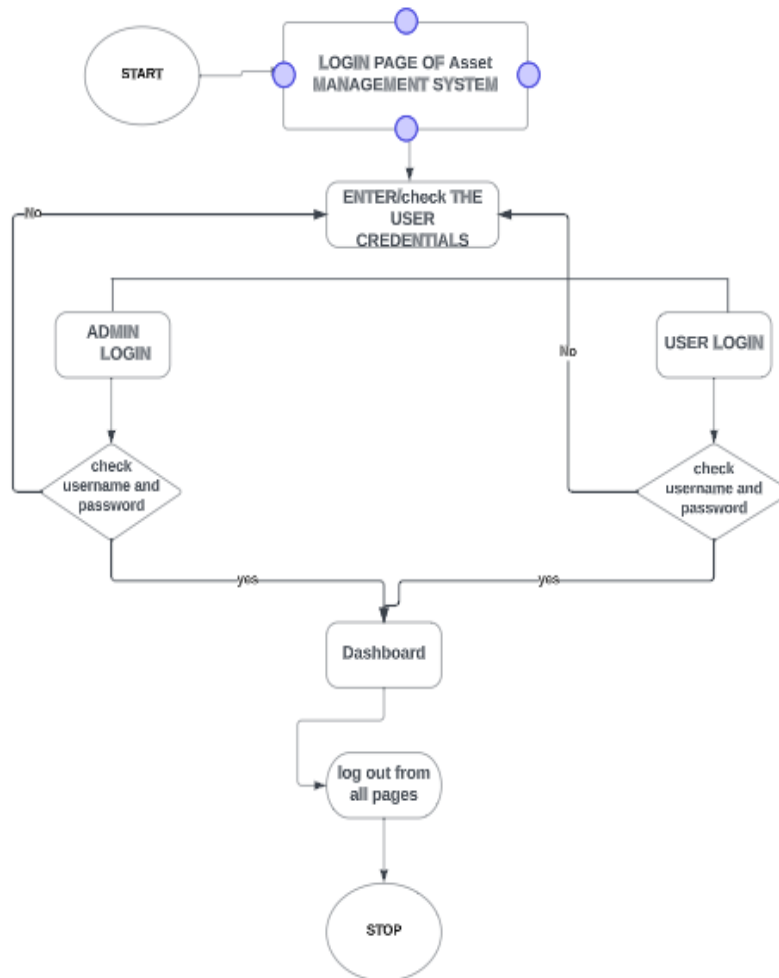 START
LOGIN PAGE OF Asset
MANAGEMENT SYSTEM
ENTER/check THE
USER
CREDENTIALS
No
ADMIN
LOGIN
USER LOGIN
No
check
username and
password
check
username and
password
yes
yes
Dashboard
log out from
all pages
STOP